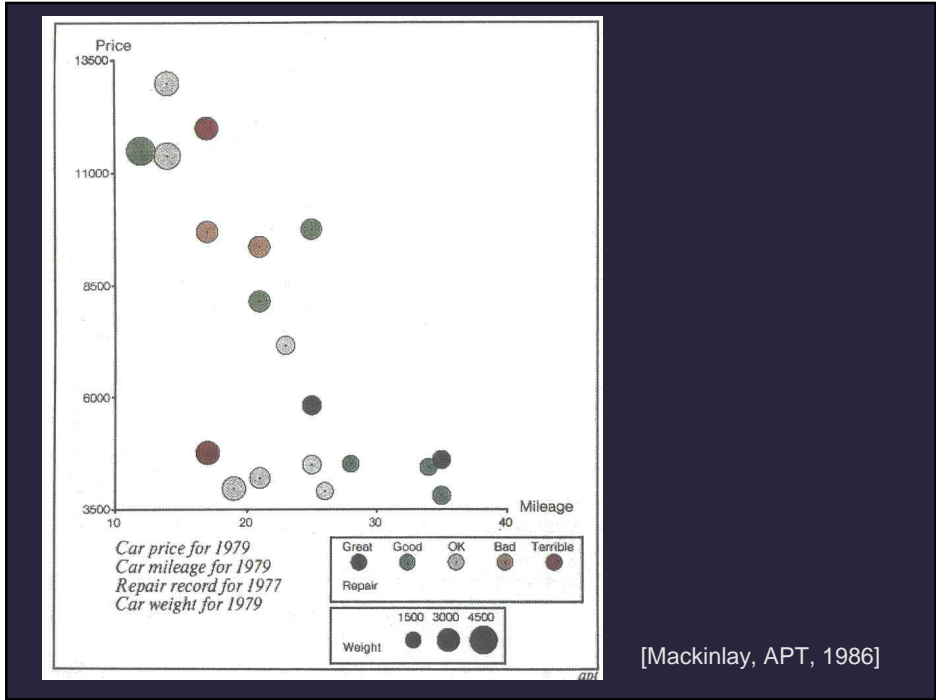 Price
13500
11000
8500
6000
3500
10 20 30 40
Mileage
Car price for 1979
Car mileage for 1979
Repair record for 1977
Car weight for 1979
Great Good OK Bad Terrible
Repair
1500 3000 4500
Weight
apt
[Mackinlay, APT, 1986]